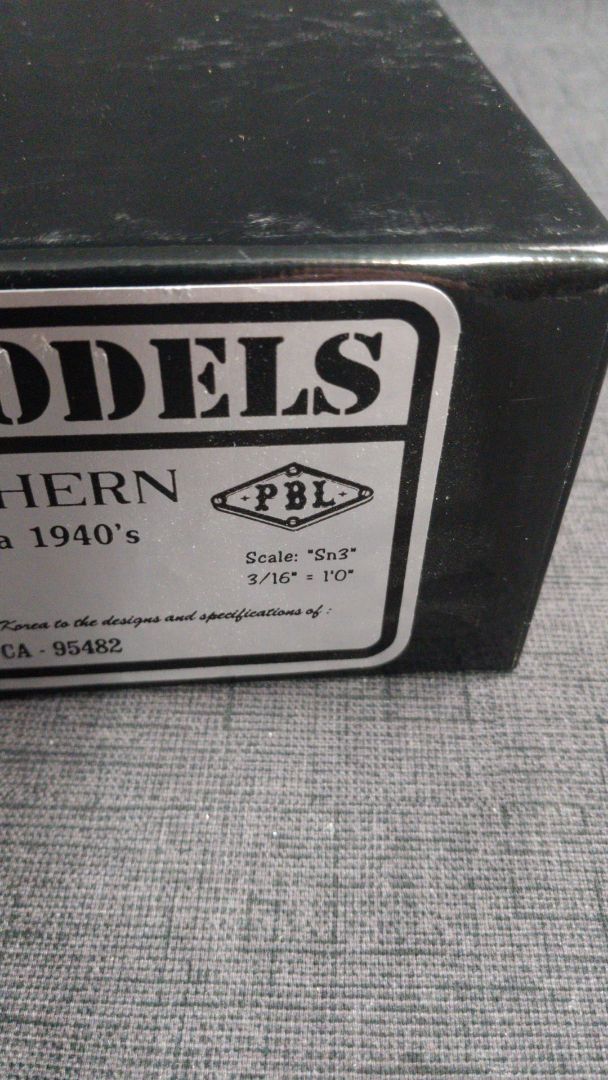 ODELS
HERN
PBL
a 1940's
Scale: "Sn3"
3/16" = 1'0"
Korea to the designs and specifications of :
CA - 95482